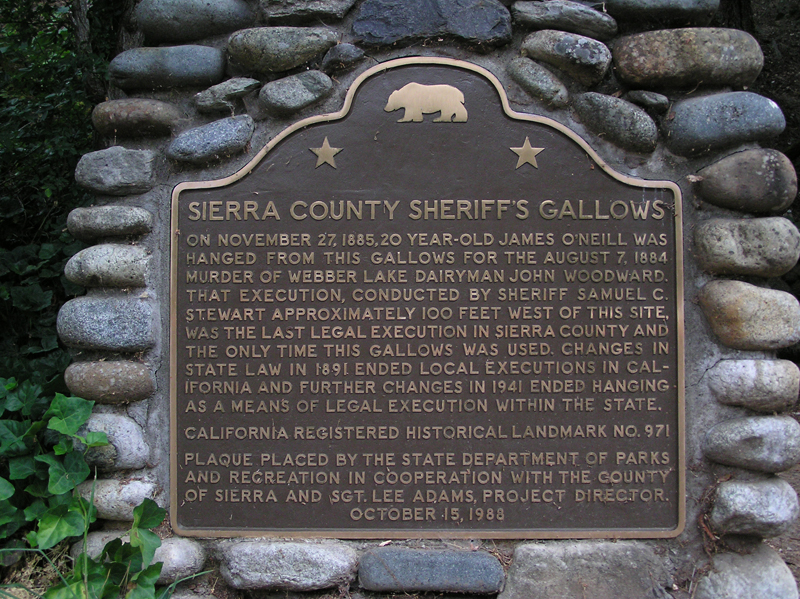 SIERRA COUNTY SHERIFF'S GALLOWS
ON NOVEMBER 27, 1885, 20 YEAR-OLD JAMES O'NEILL WAS
HANGED FROM THIS GALLOWS FOR THE AUGUST 7, 1884
MURDER OF WEBBER LAKE DAIRYMAN JOHN WOODWARD.
THAT EXECUTION, CONDUCTED BY SHERIFF SAMUEL C.
STEWART APPROXIMATELY 100 FEET WEST OF THIS SITE,
WAS THE LAST LEGAL EXECUTION IN SIERRA COUNTY AND
THE ONLY TIME THIS GALLOWS WAS USED. CHANGES IN
STATE LAW IN 1891 ENDED LOCAL EXECUTIONS IN CAL-
IFORNIA AND FURTHER CHANGES IN 1941 ENDED HANGING
AS A MEANS OF LEGAL EXECUTION WITHIN THE STATE.
CALIFORNIA REGISTERED HISTORICAL LANDMARK NO. 971
PLAQUE PLACED BY THE STATE DEPARTMENT OF PARKS
AND RECREATION IN COOPERATION WITH THE COUNTY
OF SIERRA AND SGT. LEE ADAMS, PROJECT DIRECTOR.
OCTOBER 15, 1988